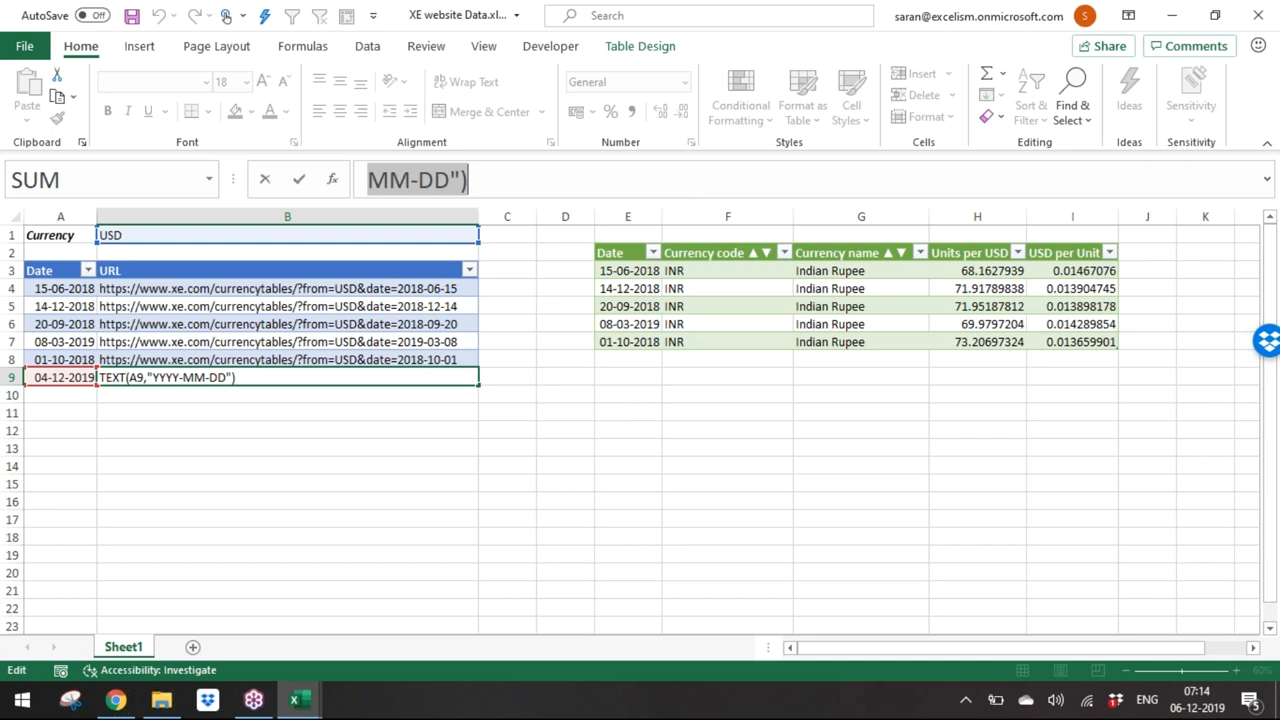 AutoSave Off XE website Data.xl... Search saran@excelism.onmicrosoft.com S
File Home Insert Page Layout Formulas Data Review View Developer Table Design Share Comments
Paste 18 A A Wrap Text General Conditional Formatting Format as Table Cell Styles Insert Delete Format Sort & Filter Find & Select Ideas Sensitivity
B I U A Merge & Center %
Clipboard Font Alignment Number Styles Cells Editing Ideas Sensitivity
SUM fx MM-DD")
A B C D E F G H I J K
1 Currency USD
2 Date Currency code ▲▼ Currency name ▲▼ Units per USD USD per Unit
3 Date URL 15-06-2018 INR Indian Rupee 68.1627939 0.01467076
4 15-06-2018 https://www.xe.com/currencytables/?from=USD&date=2018-06-15 14-12-2018 INR Indian Rupee 71.91789838 0.013904745
5 14-12-2018 https://www.xe.com/currencytables/?from=USD&date=2018-12-14 20-09-2018 INR Indian Rupee 71.95187812 0.013898178
6 20-09-2018 https://www.xe.com/currencytables/?from=USD&date=2018-09-20 08-03-2019 INR Indian Rupee 69.9797204 0.014289854
7 08-03-2019 https://www.xe.com/currencytables/?from=USD&date=2019-03-08 01-10-2018 INR Indian Rupee 73.20697324 0.013659901
8 01-10-2018 https://www.xe.com/currencytables/?from=USD&date=2018-10-01
9 04-12-2019 TEXT(A9,"YYYY-MM-DD")
10
11
12
13
14
15
16
17
18
19
20
21
22
23
Sheet1
Edit Accessibility: Investigate 60%
ENG 07:14
06-12-2019 5